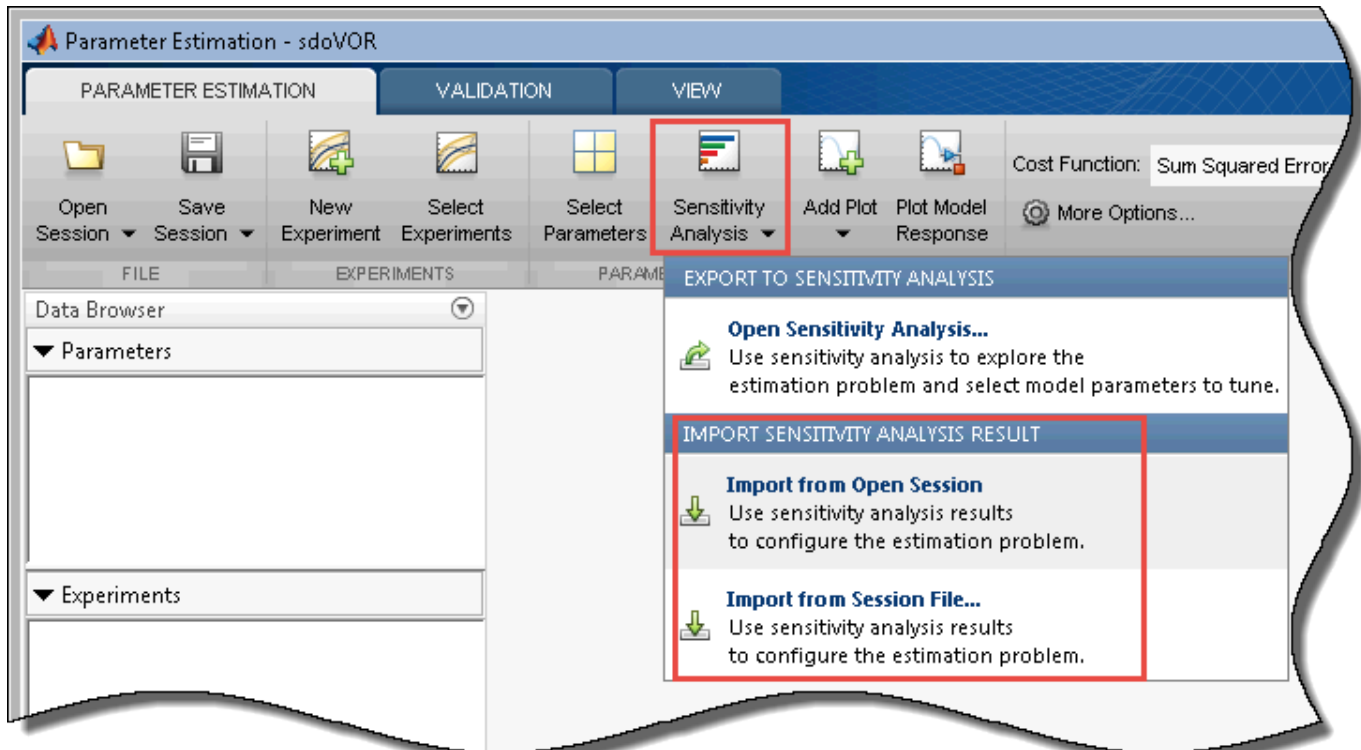 Parameter Estimation - sdoVOR
PARAMETER ESTIMATION
VALIDATION
VIEW
Open
Session
Save
Session
New
Experiment
Select
Experiments
Select
Parameters
Sensitivity
Analysis
Add Plot
Plot Model
Response
Cost Function: Sum Squared Error
More Options...
FILE
EXPERIMENTS
PARAME
EXPORT TO SENSITIVITY ANALYSIS
Open Sensitivity Analysis...
Use sensitivity analysis to explore the
estimation problem and select model parameters to tune.
IMPORT SENSITIVITY ANALYSIS RESULT
Import from Open Session
Use sensitivity analysis results
to configure the estimation problem.
Import from Session File...
Use sensitivity analysis results
to configure the estimation problem.
Data Browser
Parameters
Experiments